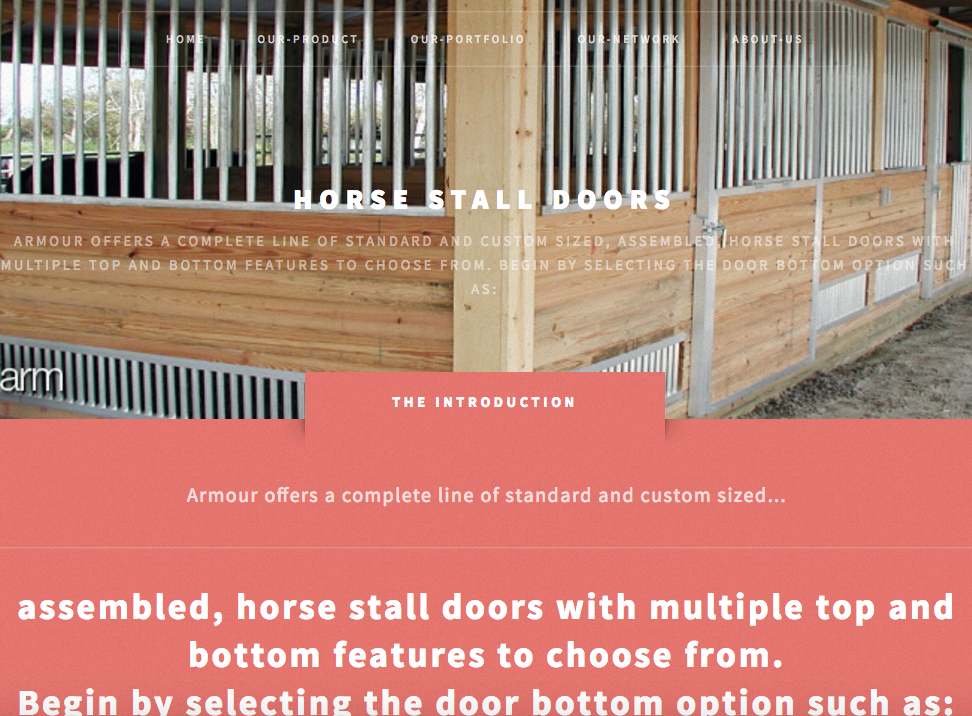 HOME OUR-PRODUCT OUR-PORTFOLIO OUR-NETWORK ABOUT-US
HORSE STALL DOORS
ARMOUR OFFERS A COMPLETE LINE OF STANDARD AND CUSTOM SIZED, ASSEMBLED, HORSE STALL DOORS WITH
MULTIPLE TOP AND BOTTOM FEATURES TO CHOOSE FROM. BEGIN BY SELECTING THE DOOR BOTTOM OPTION SUCH
AS:
arm
THE INTRODUCTION
Armour offers a complete line of standard and custom sized...
assembled, horse stall doors with multiple top and
bottom features to choose from.
Begin by selecting the door bottom option such as: